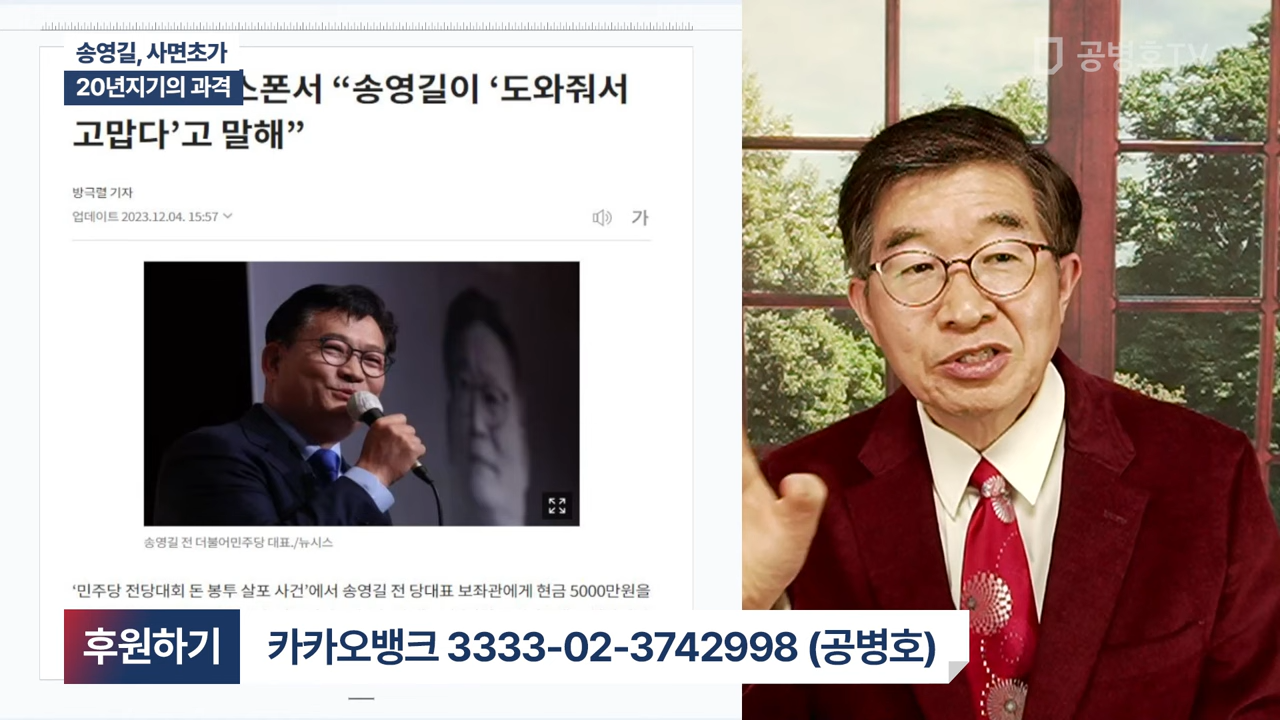 송영길, 사면초가
20년지기의 과격
스폰서 “송영길이 ‘도와줘서
고맙다’고 말해”
방극렬 기자
업데이트 2023.12.04. 15:57
가
송영길 전 더불어민주당 대표./뉴시스
‘민주당 전당대회 돈 봉투 살포 사건’에서 송영길 전 당대표 보좌관에게 현금 5000만원을
후원하기
카카오뱅크 3333-02-3742998 (공병호)
공병호TV